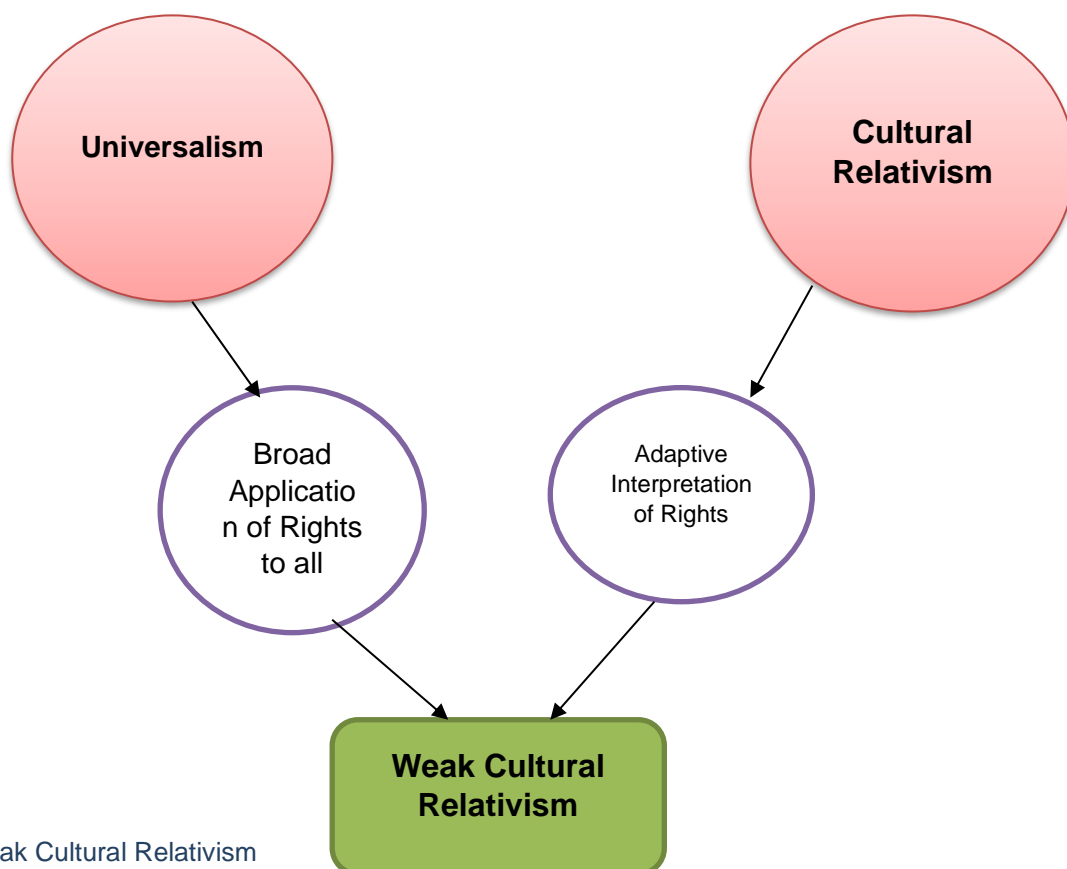 Universalism
Cultural
Relativism
Broad
Applicatio
n of Rights
to all
Adaptive
Interpretation
of Rights
Weak Cultural
Relativism
ak Cultural Relativism